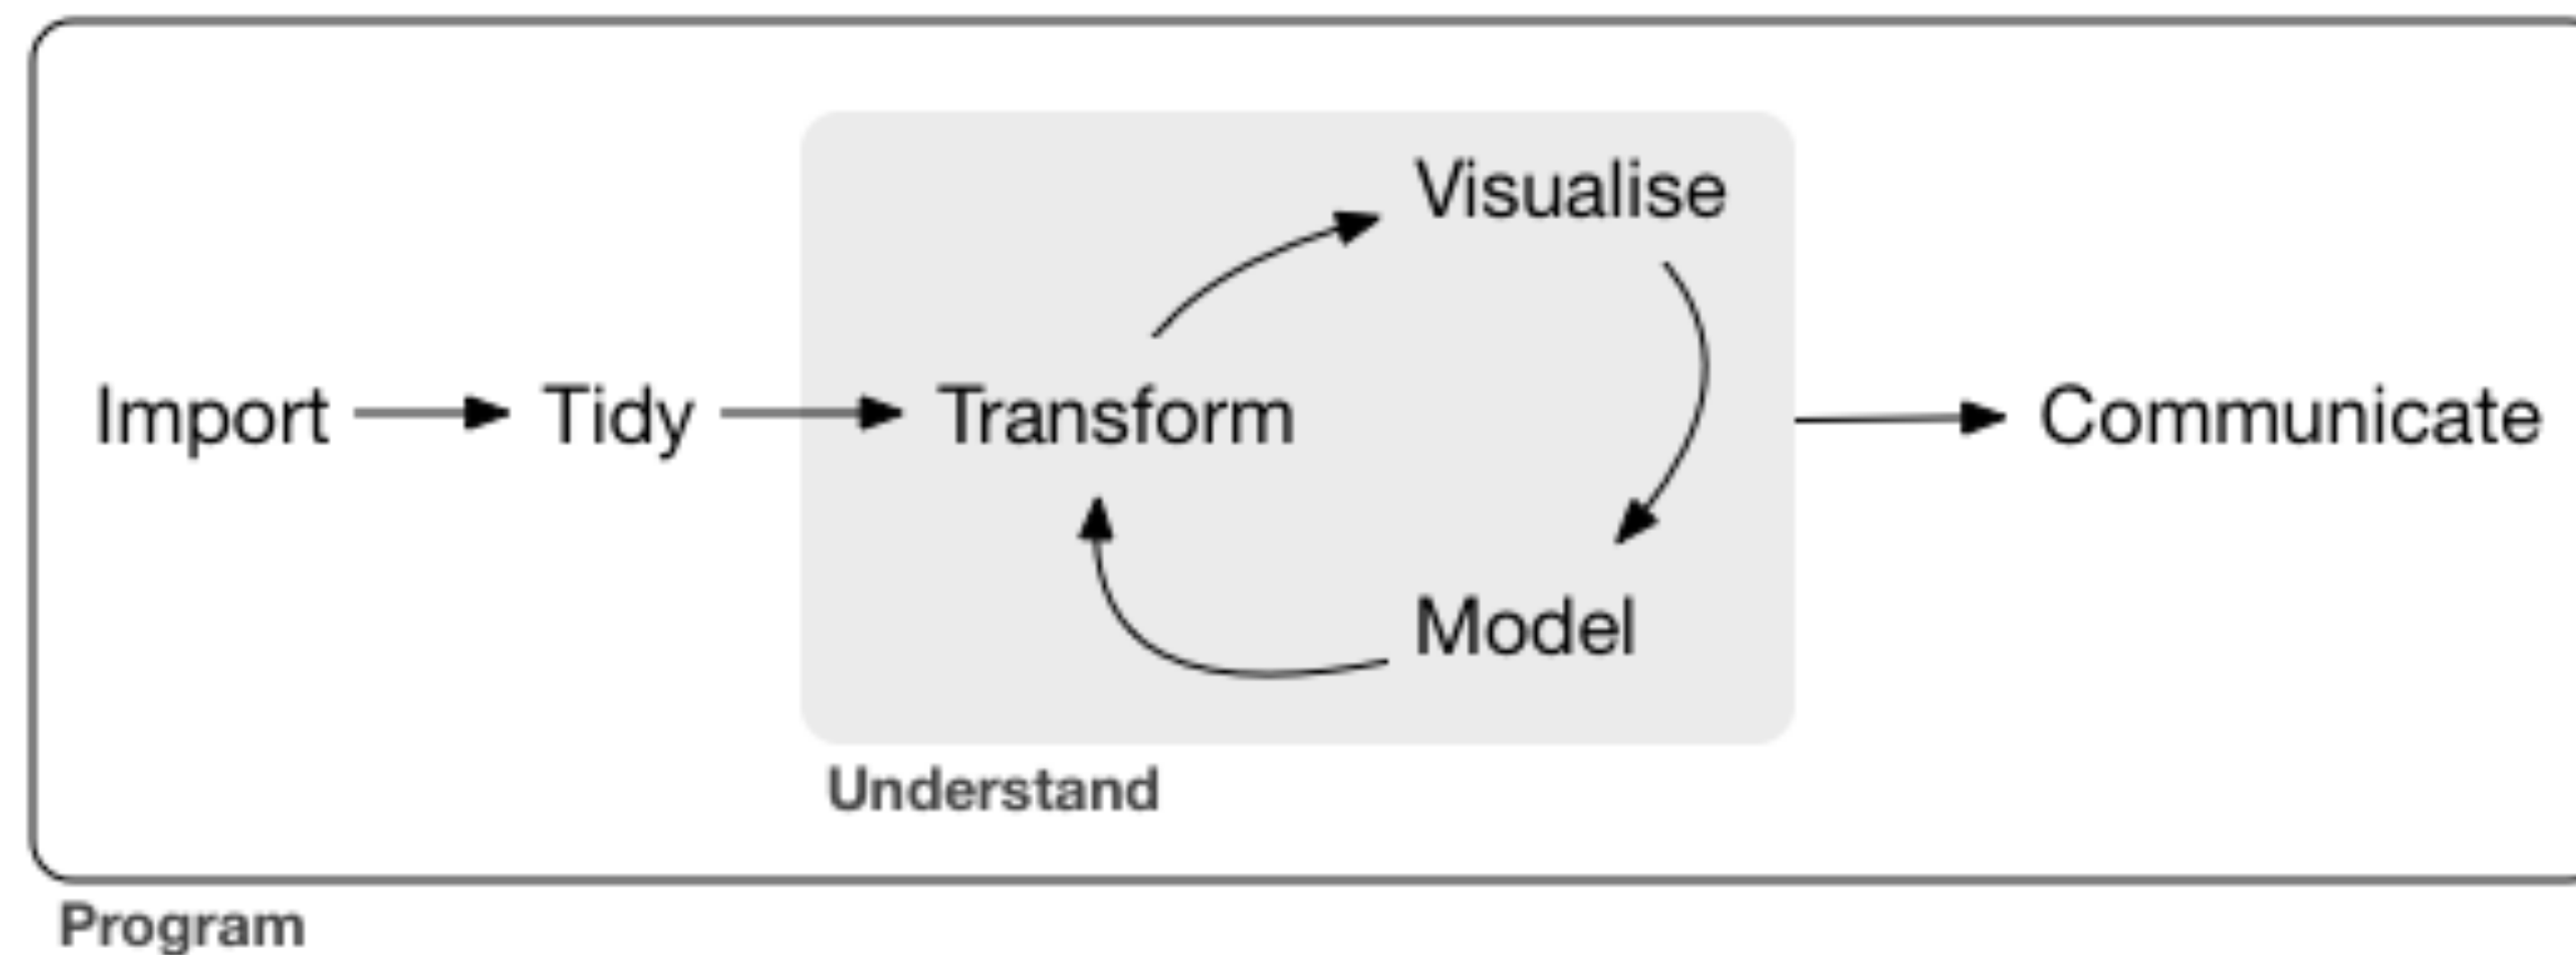 Visualise
Import Tidy Transform Communicate
Model
Understand
Program